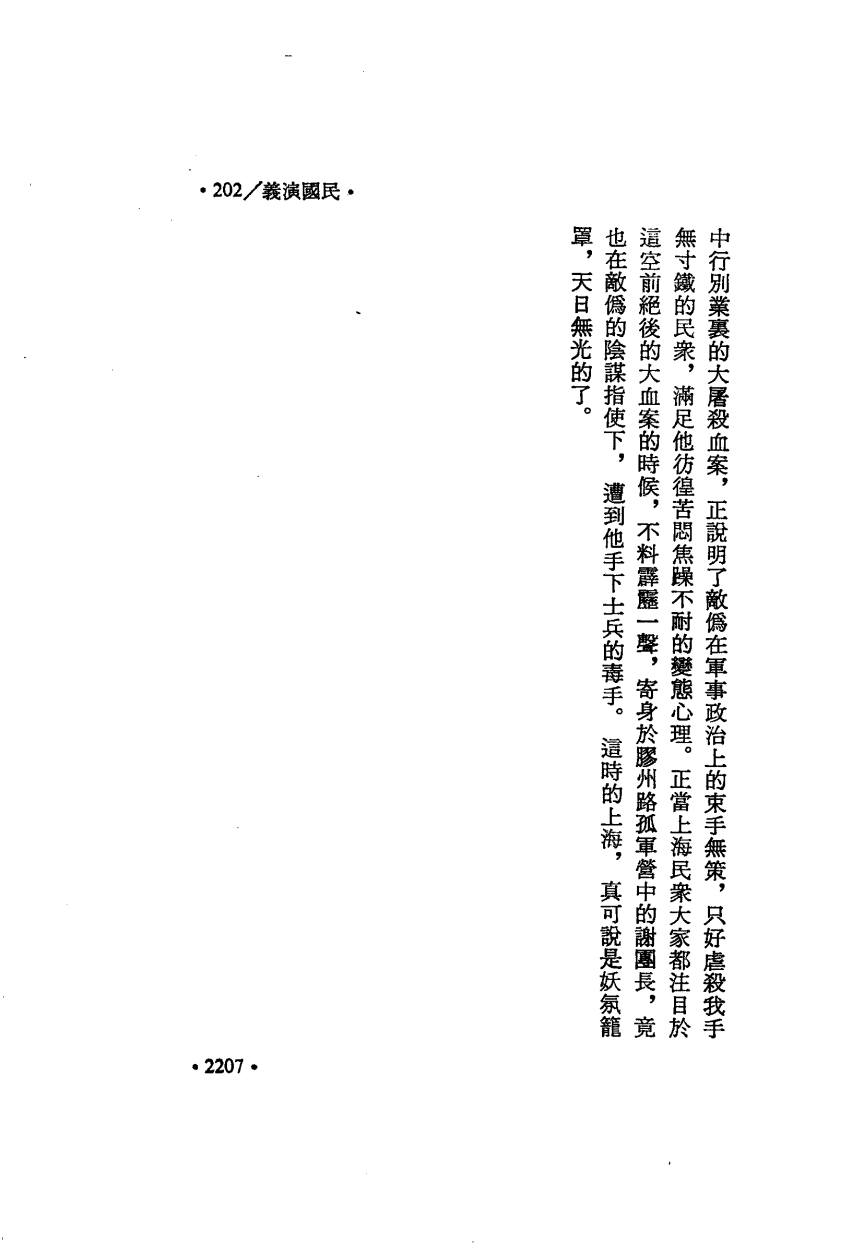 •202／義演國民•
中行別業裏的大屠殺血案，正說明了敵僞在軍事政治上的束手無策，只好虐殺我手
無寸鐵的民衆，滿足他彷徨苦悶焦躁不耐的變態心理。正當上海民衆大家都注目於
這空前絕後的大血案的時候，不料霹靂一聲，寄身於膠州路孤軍營中的謝團長，竟
也在敵僞的陰謀指使下，遭到他手下士兵的毒手。這時的上海，真可說是妖氛籠
罩，天日無光的了。
•2207•